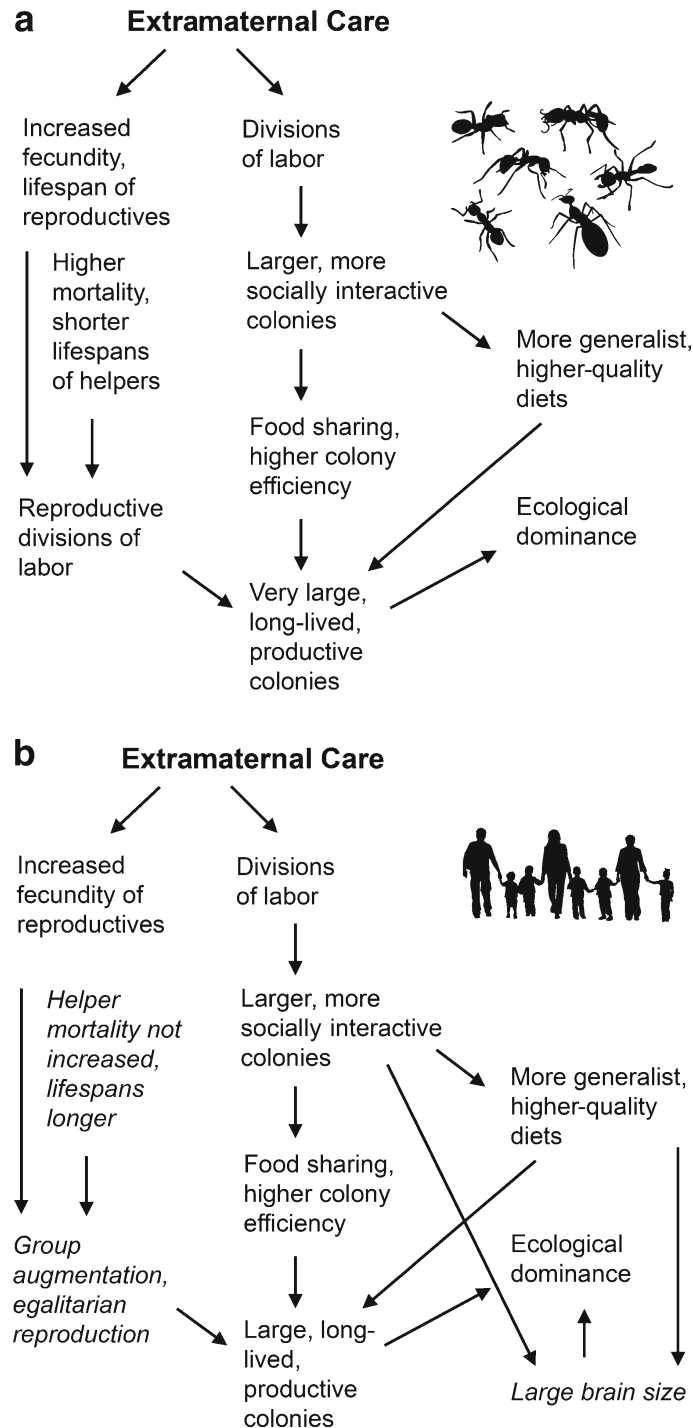 a
Extramaternal Care
Increased
fecundity,
lifespan of
reproductives
Divisions
of labor
Higher
mortality,
shorter
lifespans
of helpers
Larger, more
socially interactive
colonies
More generalist,
higher-quality
diets
Food sharing,
higher colony
efficiency
Reproductive
divisions of
labor
Ecological
dominance
Very large,
long-lived,
productive
colonies
b
Extramaternal Care
Increased
fecundity of
reproductives
Divisions
of labor
Helper
mortality not
increased,
lifespans
longer
Larger, more
socially interactive
colonies
More generalist,
higher-quality
diets
Food sharing,
higher colony
efficiency
Group
augmentation,
egalitarian
reproduction
Ecological
dominance
Large, long-
lived,
productive
colonies
Large brain size